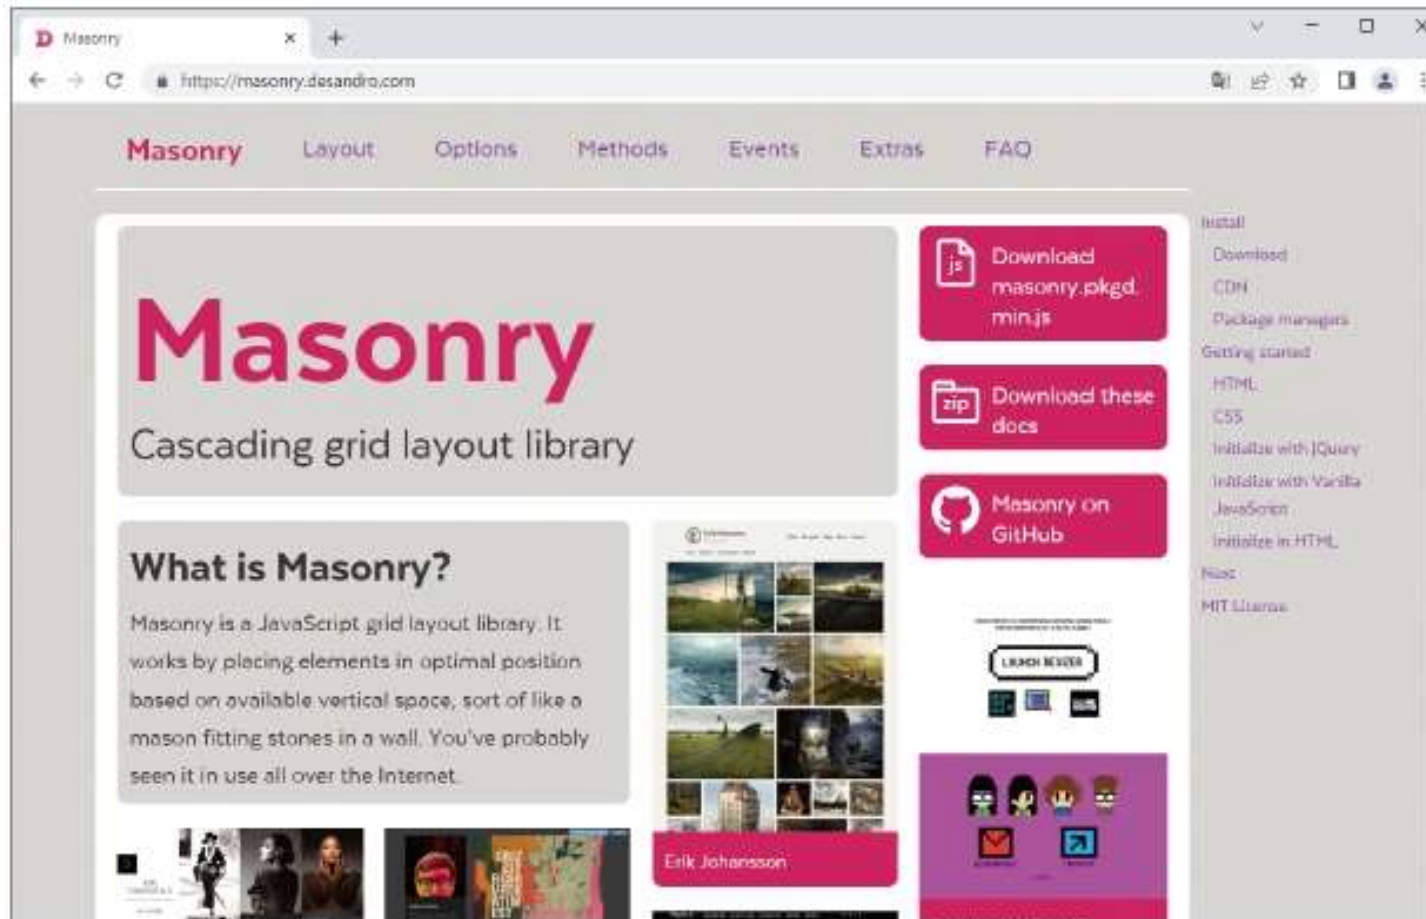 Masonry
https://masonry.desandro.com
Masonry Layout Options Methods Events Extras FAQ
Masonry
Cascading grid layout library
What is Masonry?
Masonry is a JavaScript grid layout library. It
works by placing elements in optimal position
based on available vertical space, sort of like a
mason fitting stones in a wall. You've probably
seen it in use all over the Internet.
Erik Johansson
js
Download
masonry.pkgd.
min.js
zip
Download these
docs
Masonry on
GitHub
LAUNCH REVIZER
Install
Download
CDN
Package managers
Getting started
HTML
CSS
Initialize with jQuery
Initialize with Vanilla
JavaScript
Initialize in HTML
Next
MIT License